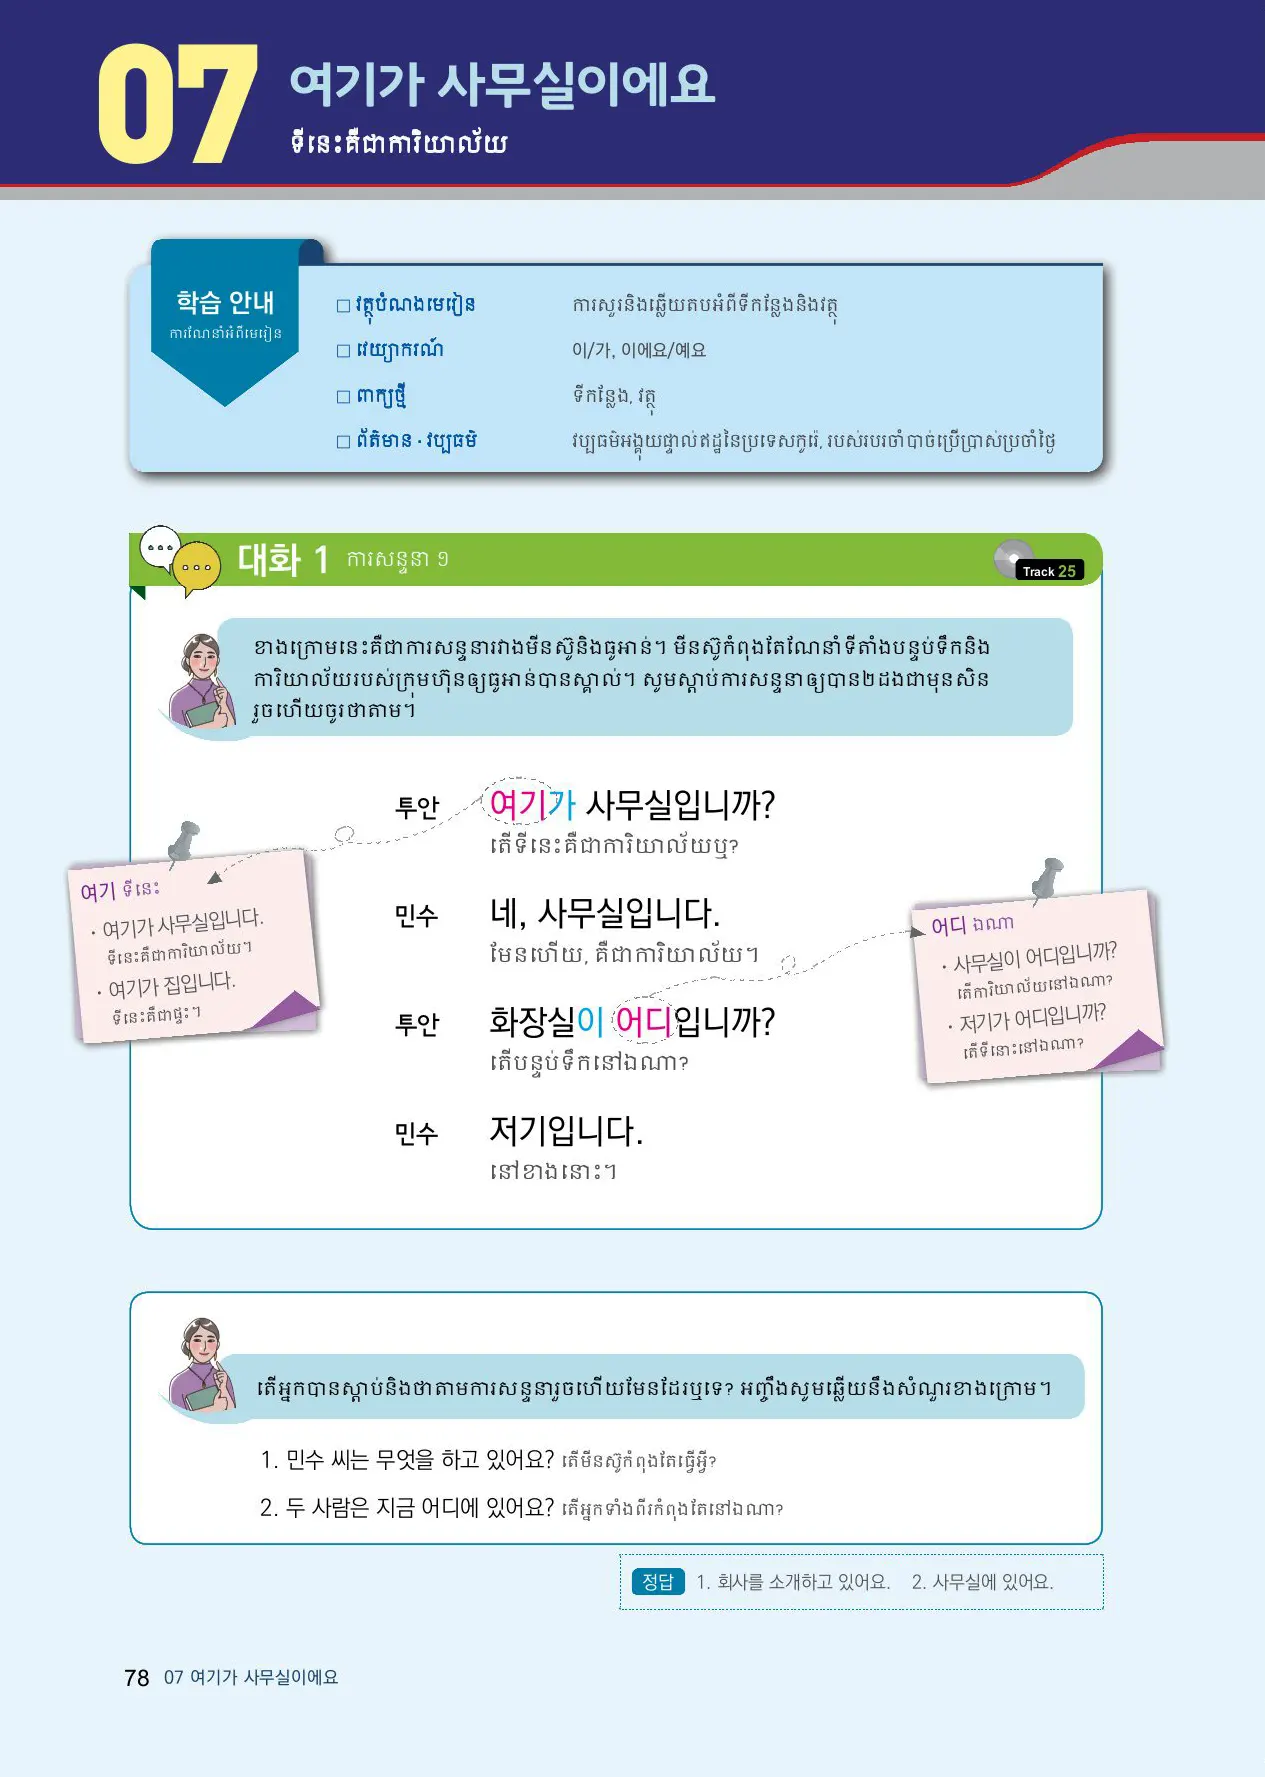 07
여기가 사무실이에요
ទីនេះគឺជាការិយាល័យ
학습 안내
ការណែនាំអំពីមេរៀន
□ វត្ថុបំណងមេរៀន ការសួរនិងឆ្លើយតបអំពីទីកន្លែងនិងវត្ថុ
□ វេយ្យាករណ៍ 이/가, 이에요/예요
□ ពាក្យថ្មី ទីកន្លែង, វត្ថុ
□ ព័ត៌មាន · វប្បធម៌ វប្បធម៌អង្គុយផ្ទាល់ឥដ្ឋនៃប្រទេសកូរ៉េ, របស់របរចាំបាច់ប្រើប្រាស់ប្រចាំថ្ងៃ
대화 1 ការសន្ទនា ១
Track 25
ខាងក្រោមនេះគឺជាការសន្ទនារវាងមីនស៊ូនិងធូអាន់។ មីនស៊ូកំពុងតែណែនាំទីតាំងបន្ទប់ទឹកនិង
ការិយាល័យរបស់ក្រុមហ៊ុនឲ្យធូអាន់បានស្គាល់។ សូមស្តាប់ការសន្ទនាឲ្យបាន២ដងជាមុនសិន
រួចហើយចូរថាតាម។
투안 여기가 사무실입니까?
តើទីនេះគឺជាការិយាល័យឬ?
민수 네, 사무실입니다.
មែនហើយ, គឺជាការិយាល័យ។
투안 화장실이 어디입니까?
តើបន្ទប់ទឹកនៅឯណា?
민수 저기입니다.
នៅខាងនោះ។
여기 ទីនេះ
· 여기가 사무실입니다.
ទីនេះគឺជាការិយាល័យ។
· 여기가 집입니다.
ទីនេះគឺជាផ្ទះ។
어디 ឯណា
· 사무실이 어디입니까?
តើការិយាល័យនៅឯណា?
· 저기가 어디입니까?
តើទីនោះនៅឯណា?
តើអ្នកបានស្តាប់និងថាតាមការសន្ទនារួចហើយមែនដែរឬទេ? អញ្ចឹងសូមឆ្លើយនឹងសំណួរខាងក្រោម។
1. 민수 씨는 무엇을 하고 있어요? តើមីនស៊ូកំពុងតែធ្វើអ្វី?
2. 두 사람은 지금 어디에 있어요? តើអ្នកទាំងពីរកំពុងតែនៅឯណា?
정답 1. 회사를 소개하고 있어요. 2. 사무실에 있어요.
78 07 여기가 사무실이에요